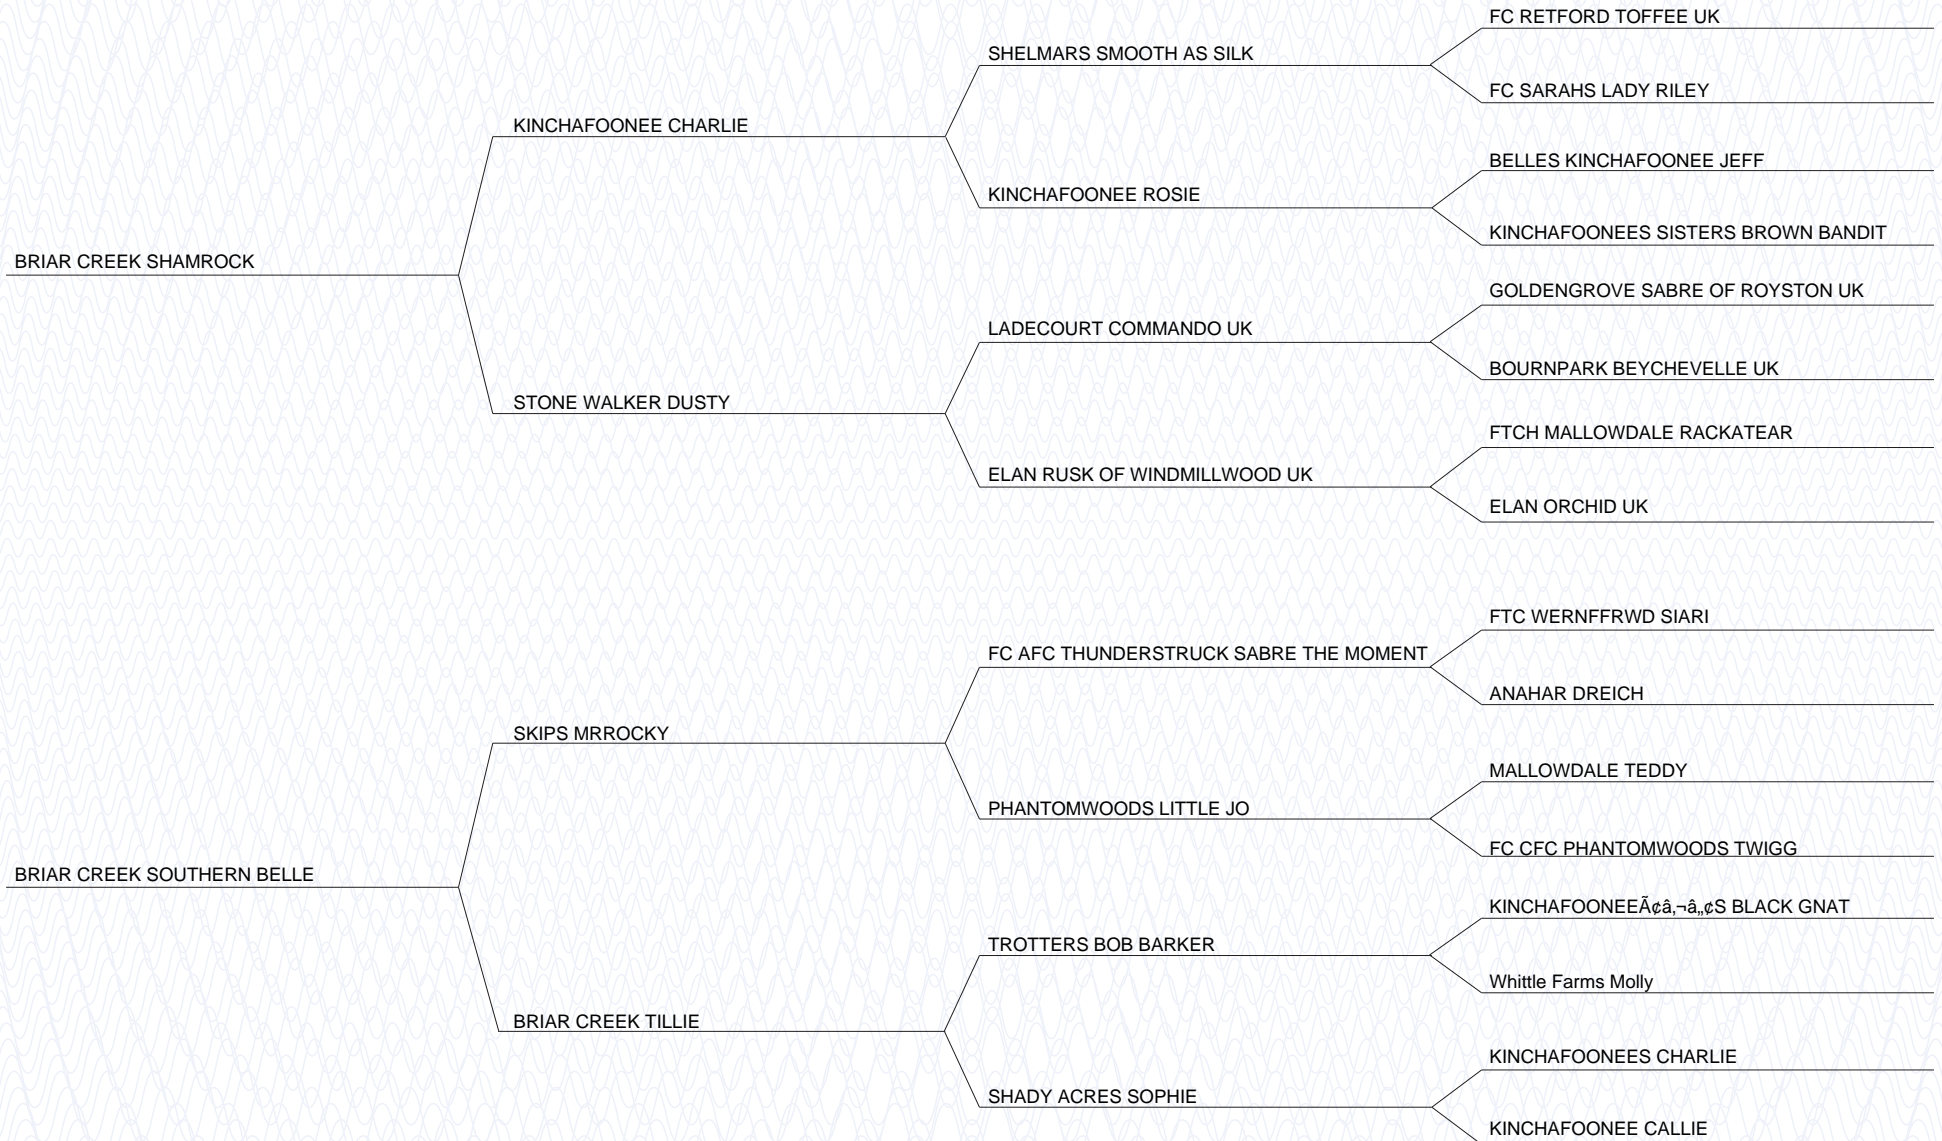 FC RETFORD TOFFEE UK
SHELMARS SMOOTH AS SILK
FC SARAHS LADY RILEY
KINCHAFOONEE CHARLIE
BELLES KINCHAFOONEE JEFF
KINCHAFOONEE ROSIE
KINCHAFOONEES SISTERS BROWN BANDIT
BRIAR CREEK SHAMROCK
GOLDENGROVE SABRE OF ROYSTON UK
LADECOURT COMMANDO UK
BOURNPARK BEYCHEVELLE UK
STONE WALKER DUSTY
FTCH MALLOWDALE RACKATEAR
ELAN RUSK OF WINDMILLWOOD UK
ELAN ORCHID UK
FTC WERNFFRWD SIARI
FC AFC THUNDERSTRUCK SABRE THE MOMENT
ANAHAR DREICH
SKIPS MRROCKY
MALLOWDALE TEDDY
PHANTOMWOODS LITTLE JO
FC CFC PHANTOMWOODS TWIGG
BRIAR CREEK SOUTHERN BELLE
KINCHAFOONEEÃ¢â‚¬â„¢S BLACK GNAT
TROTTERS BOB BARKER
Whittle Farms Molly
BRIAR CREEK TILLIE
KINCHAFOONEES CHARLIE
SHADY ACRES SOPHIE
KINCHAFOONEE CALLIE